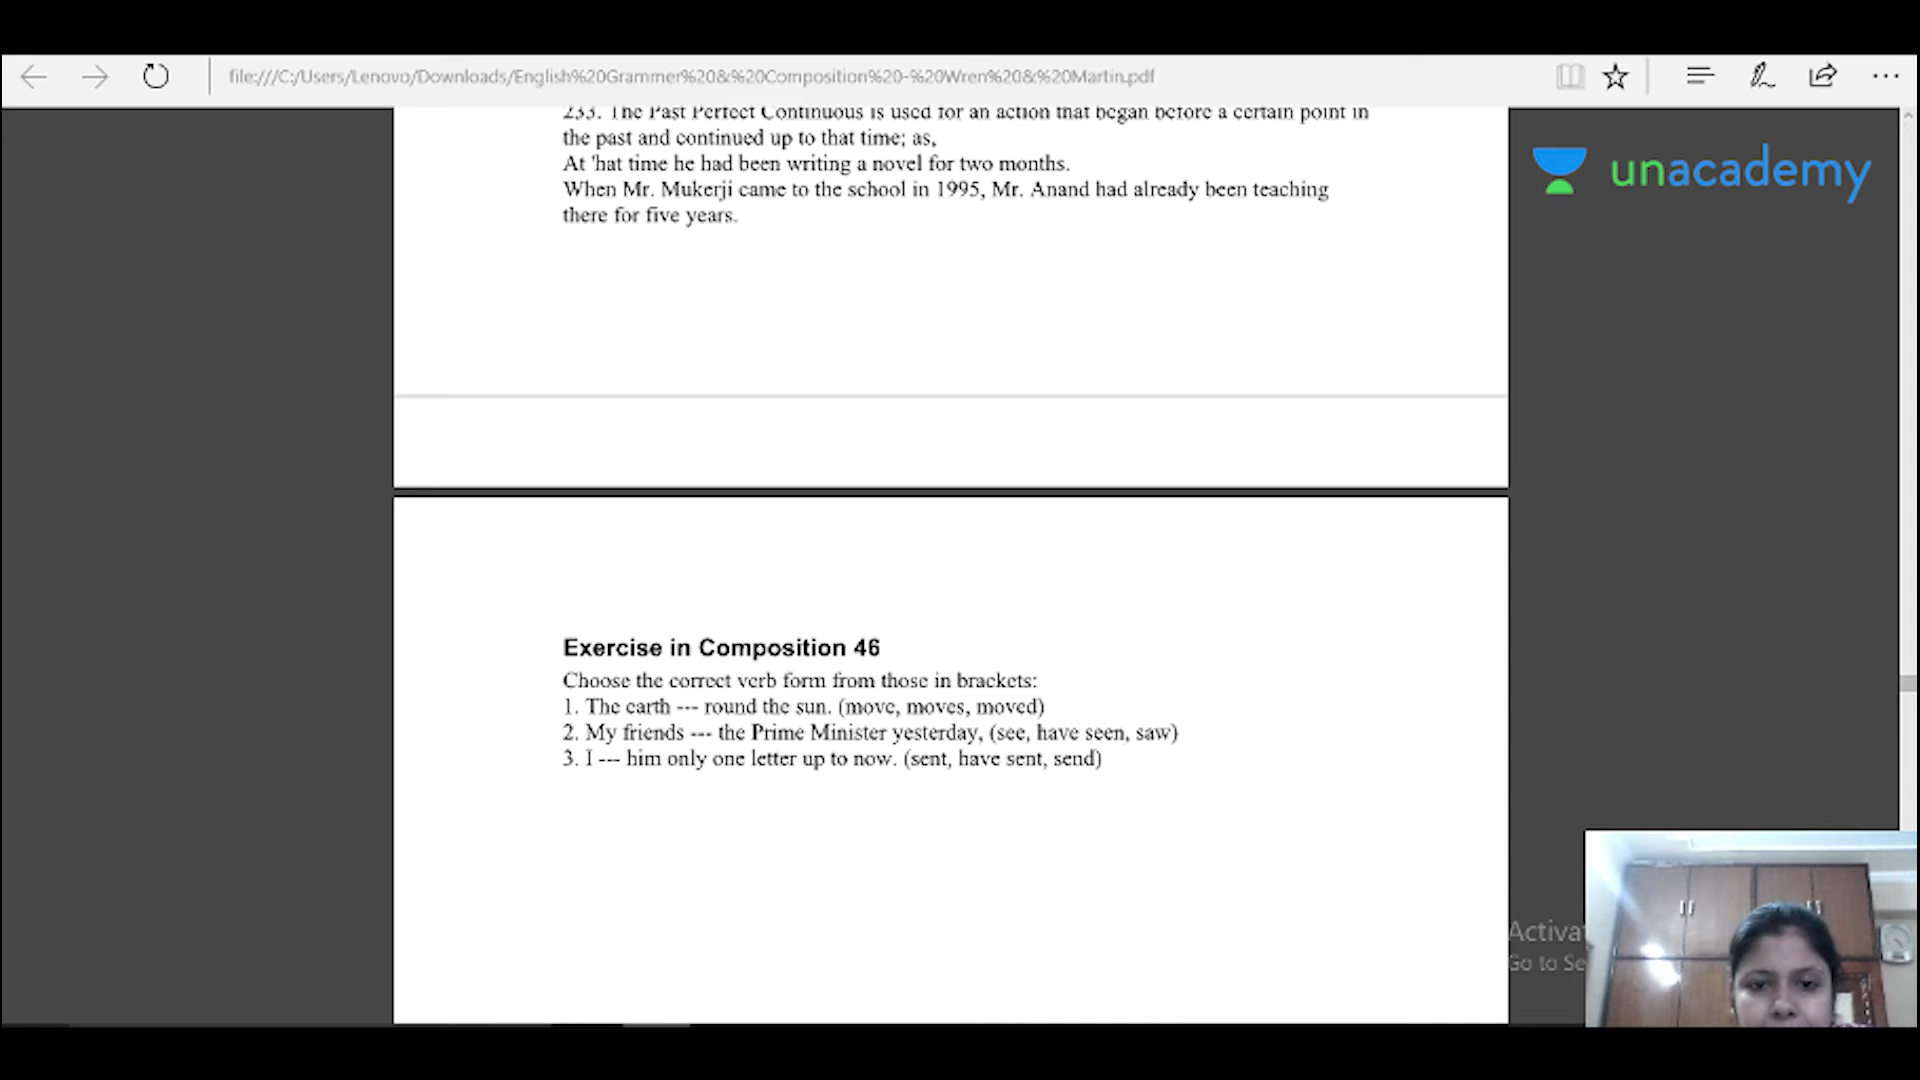 file:///C:/Users/Lenovo/Downloads/English%20Grammer%20&%20Composition%20-%20Wren%20&%20Martin.pdf
233. The Past Perfect Continuous is used for an action that began before a certain point in
the past and continued up to that time; as,
At 'hat time he had been writing a novel for two months.
When Mr. Mukerji came to the school in 1995, Mr. Anand had already been teaching
there for five years.
unacademy
Exercise in Composition 46
Choose the correct verb form from those in brackets:
1. The earth --- round the sun. (move, moves, moved)
2. My friends --- the Prime Minister yesterday, (see, have seen, saw)
3. I --- him only one letter up to now. (sent, have sent, send)
Activa
Go to Se